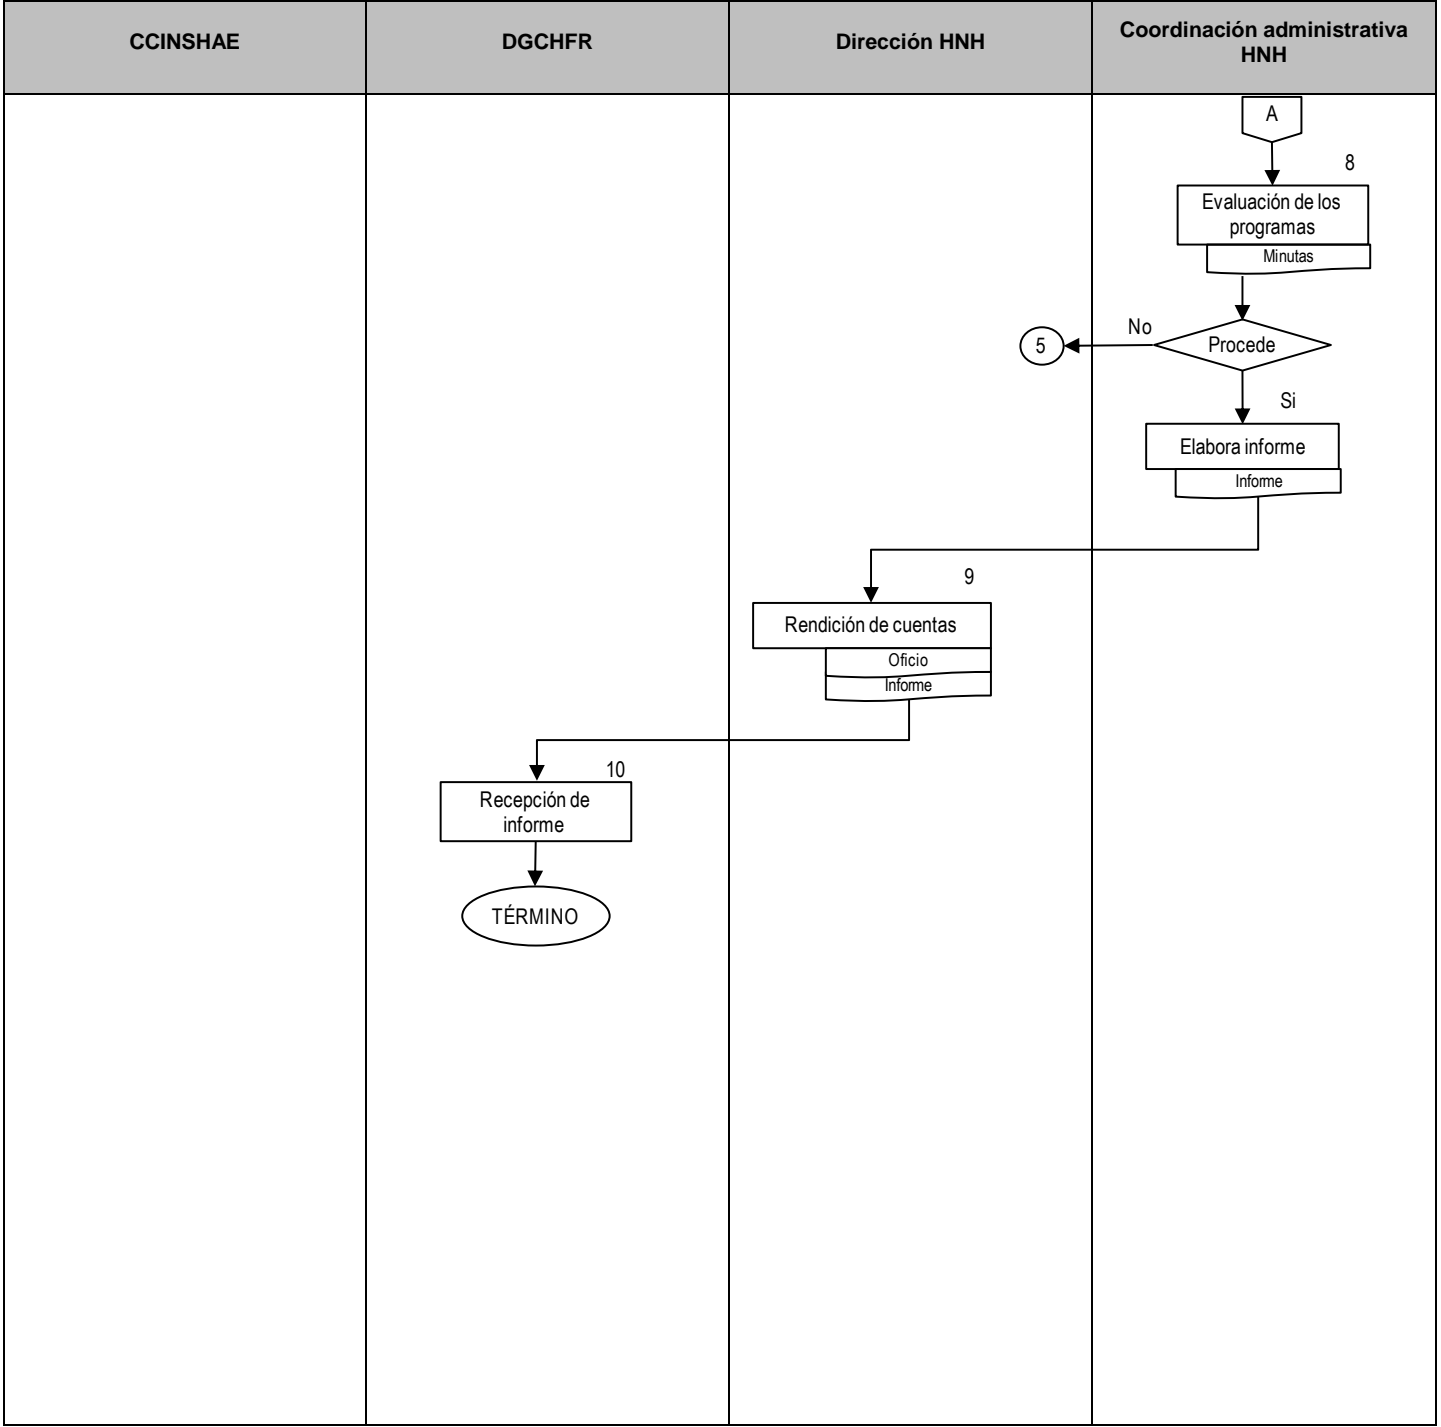 CCINSHAE
DGCHFR
Dirección HNH
Coordinación administrativa
HNH
A
8
Evaluación de los
programas
Minutas
No
5
Procede
Si
Elabora informe
Informe
9
Rendición de cuentas
Oficio
Informe
10
Recepción de
informe
TÉRMINO